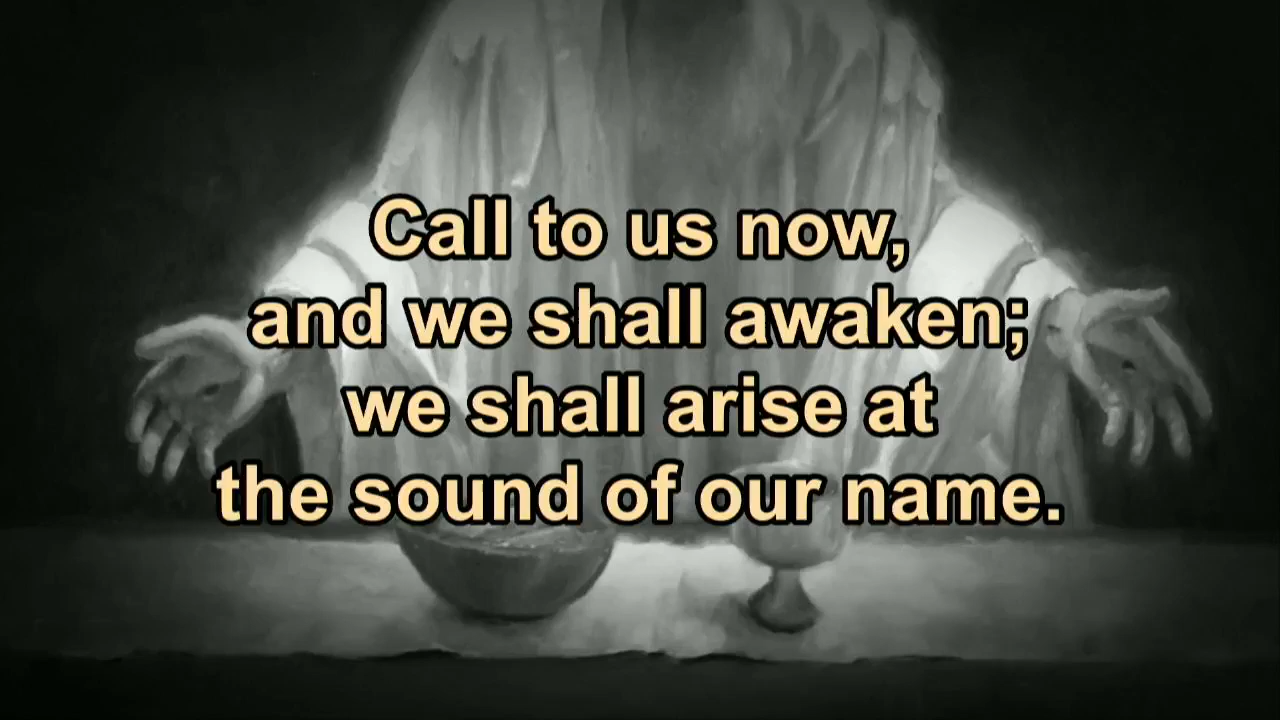 Call to us now,
and we shall awaken;
we shall arise at
the sound of our name.